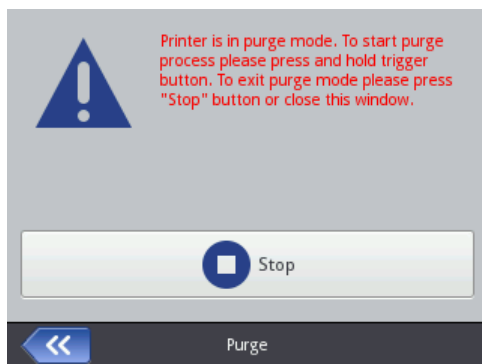 Printer is in purge mode. To start purge
process please press and hold trigger
button. To exit purge mode please press
"Stop" button or close this window.
Stop
Purge